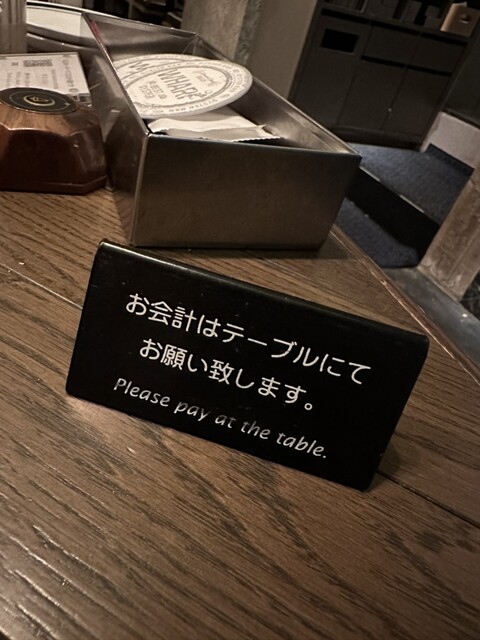 WHARF
お会計はテーブルにて
お願い致します。
Please pay at the table.